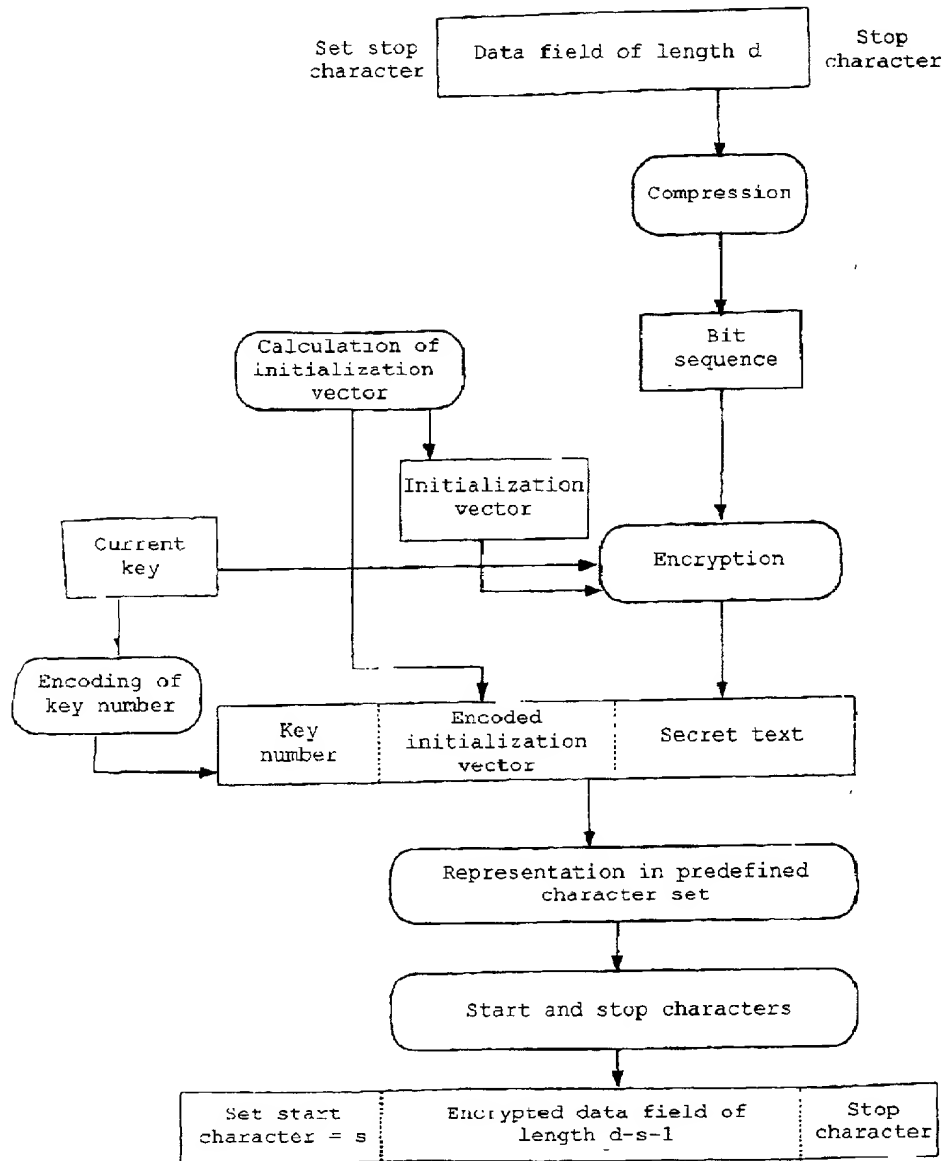 Set stop
character
Data field of length d
Stop
character
Compression
Bit
sequence
Calculation of
initialization
vector
Initialization
vector
Current
key
Encryption
Encoding of
key number
Key
number
Encoded
initialization
vector
Secret text
Representation in predefined
character set
Start and stop characters
Set start
character = s
Encrypted data field of
length d-s-1
Stop
character